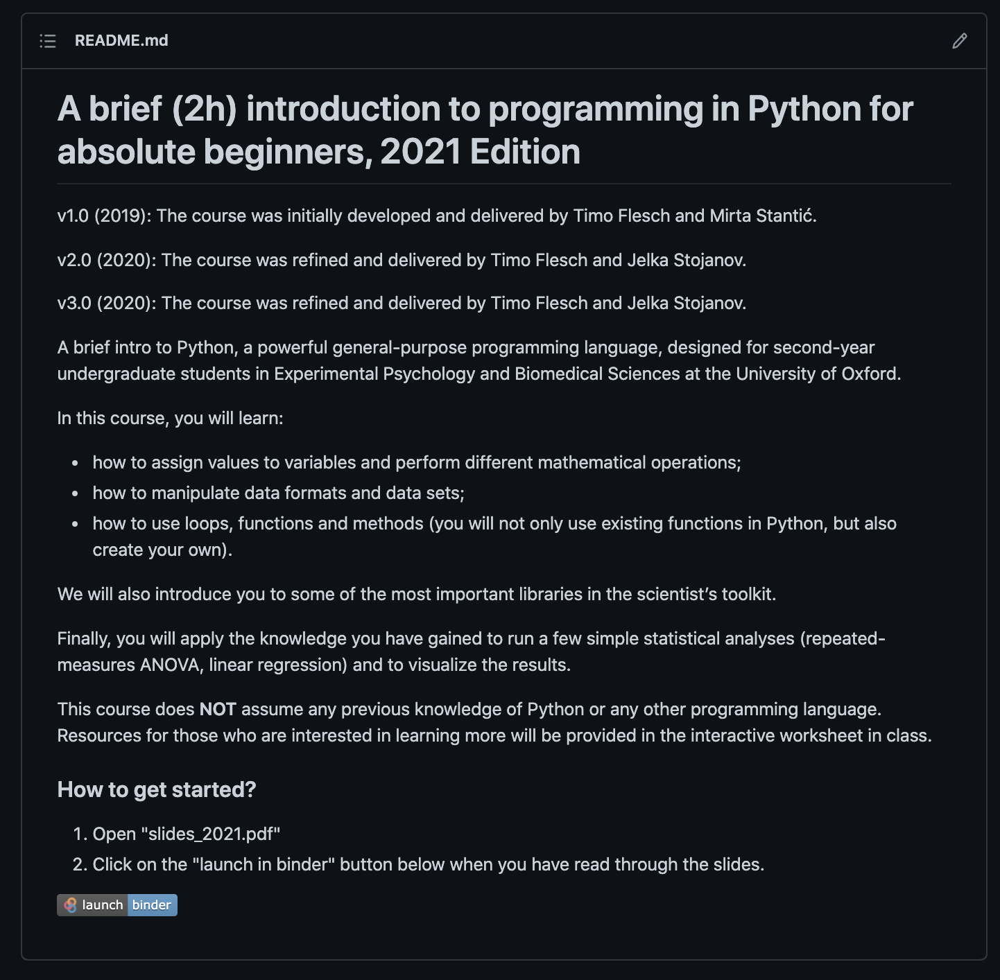 README.md
A brief (2h) introduction to programming in Python for
absolute beginners, 2021 Edition
v1.0 (2019): The course was initially developed and delivered by Timo Flesch and Mirta Stantić.
v2.0 (2020): The course was refined and delivered by Timo Flesch and Jelka Stojanov.
v3.0 (2020): The course was refined and delivered by Timo Flesch and Jelka Stojanov.
A brief intro to Python, a powerful general-purpose programming language, designed for second-year
undergraduate students in Experimental Psychology and Biomedical Sciences at the University of Oxford.
In this course, you will learn:
• how to assign values to variables and perform different mathematical operations;
• how to manipulate data formats and data sets;
• how to use loops, functions and methods (you will not only use existing functions in Python, but also
create your own).
We will also introduce you to some of the most important libraries in the scientist’s toolkit.
Finally, you will apply the knowledge you have gained to run a few simple statistical analyses (repeated-
measures ANOVA, linear regression) and to visualize the results.
This course does NOT assume any previous knowledge of Python or any other programming language.
Resources for those who are interested in learning more will be provided in the interactive worksheet in class.
How to get started?
1. Open "slides_2021.pdf"
2. Click on the "launch in binder" button below when you have read through the slides.
launch binder